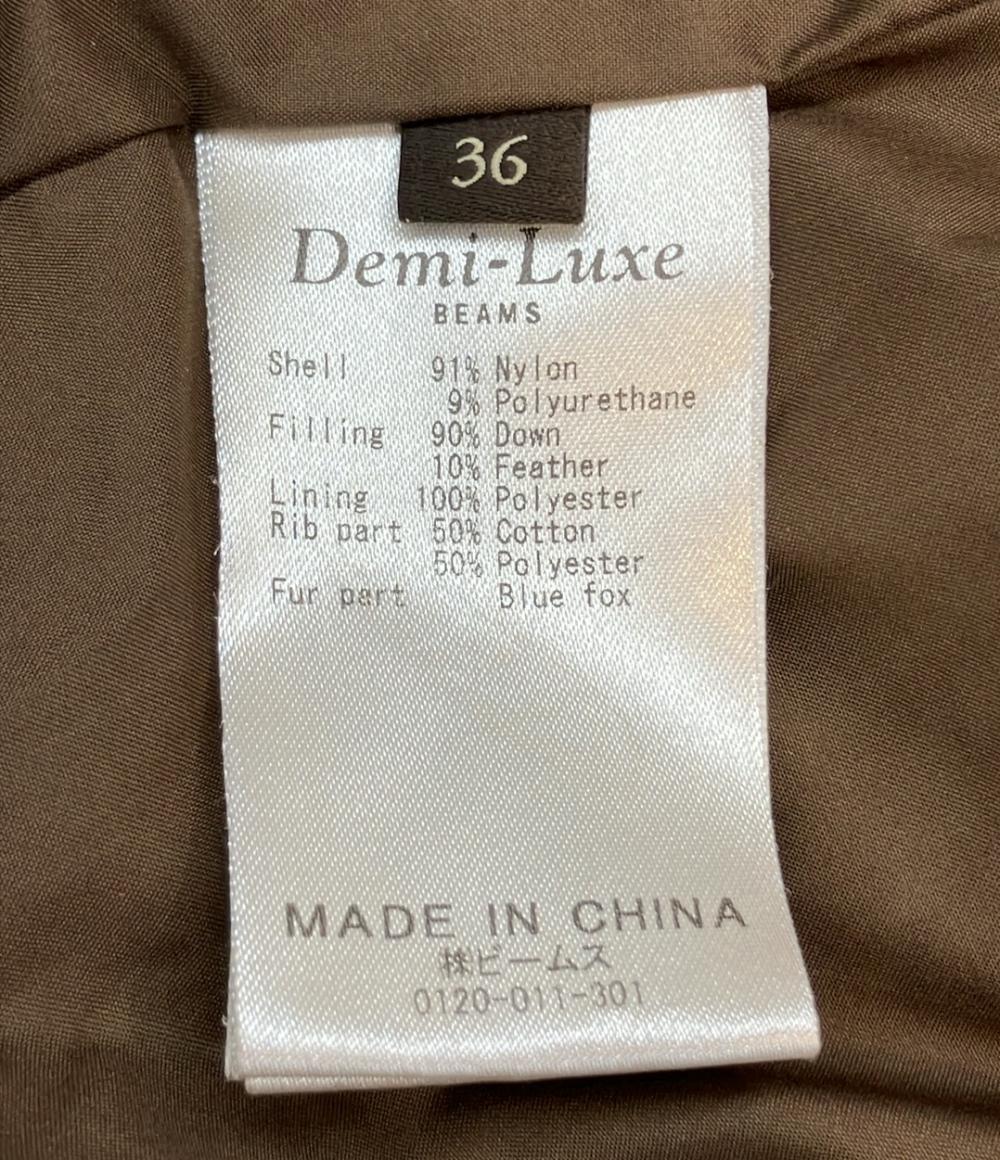 36
Demi-Luxe
BEAMS
Shell 91% Nylon
9% Polyurethane
Filling 90% Down
10% Feather
Lining 100% Polyester
Rib part 50% Cotton
50% Polyester
Fur part Blue fox
MADE IN CHINA
㈱ビームス
0120-011-301